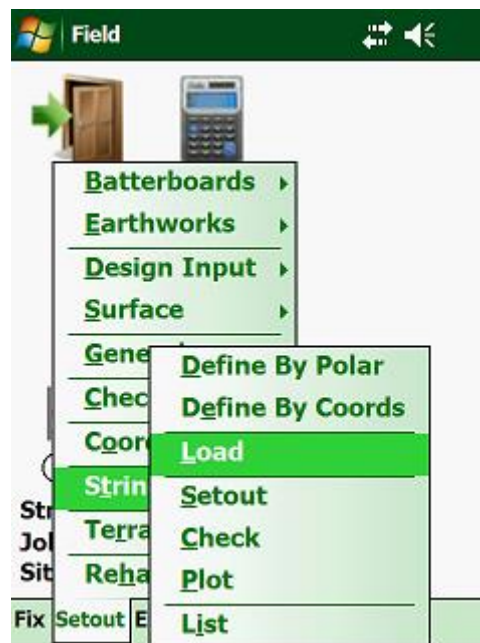 Field
Batterboards
Earthworks
Design Input
Surface
Gene
Define By Polar
Chec
Define By Coords
Coor
Load
Strin
Setout
Str
Terra
Check
Jol
Sit
Reha
Plot
Fix Setout E
List